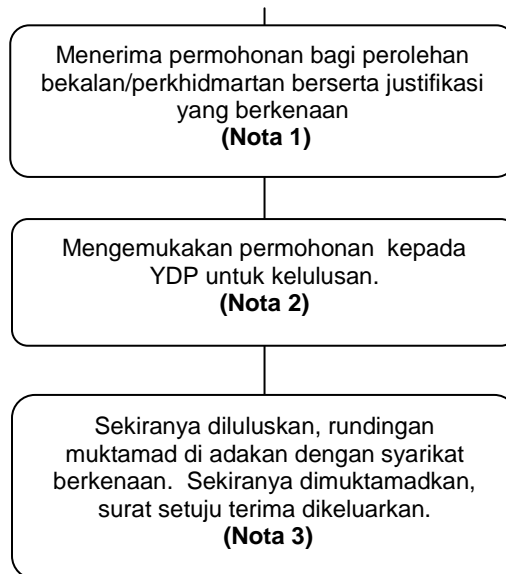 Menerima permohonan bagi perolehan
bekalan/perkhidmartan berserta justifikasi
yang berkenaan
(Nota 1)
Mengemukakan permohonan kepada
YDP untuk kelulusan.
(Nota 2)
Sekiranya diluluskan, rundingan
muktamad di adakan dengan syarikat
berkenaan. Sekiranya dimuktamadkan,
surat setuju terima dikeluarkan.
(Nota 3)